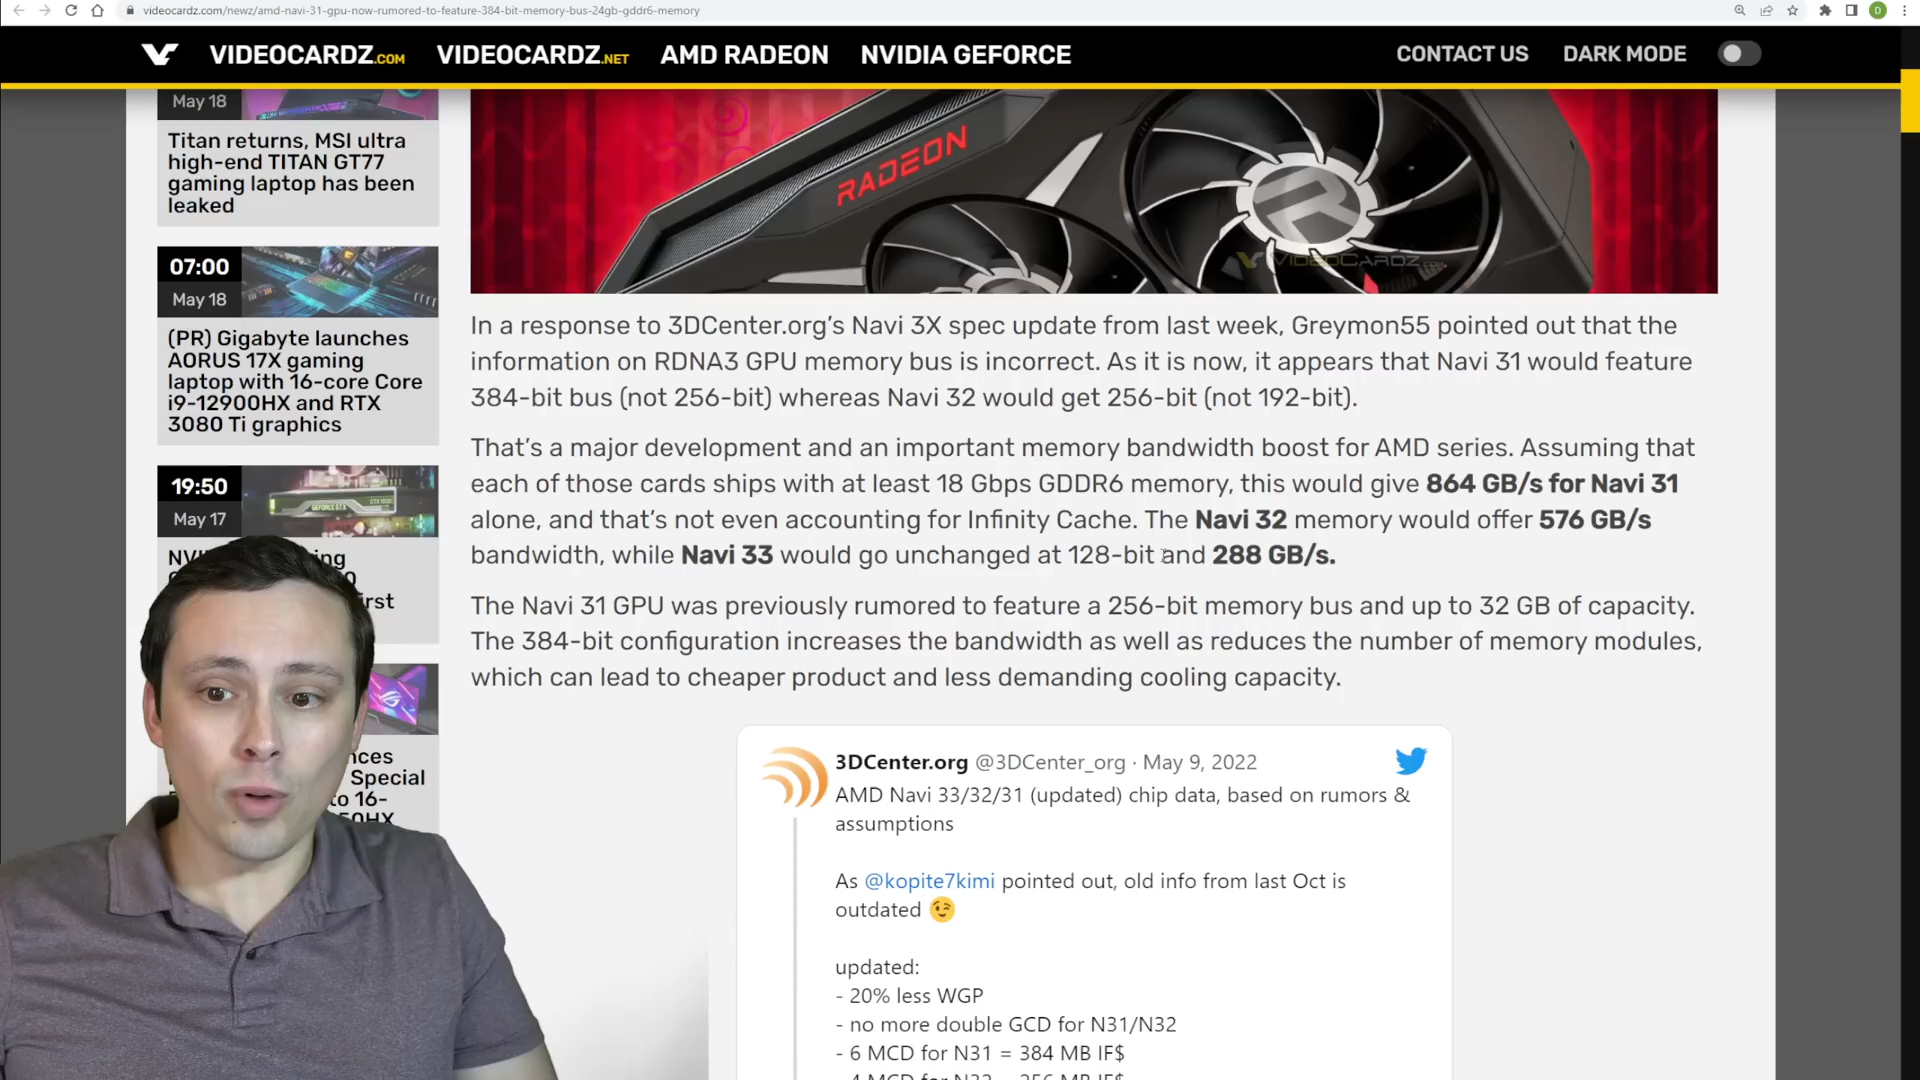 videocardz.com/newz/amd-navi-31-gpu-now-rumored-to-feature-384-bit-memory-bus-24gb-gddr6-memory
D
VIDEOCARDZ.COM
VIDEOCARDZ.NET
AMD RADEON
NVIDIA GEFORCE
CONTACT US
DARK MODE
May 18
Titan returns, MSI ultra
high-end TITAN GT77
gaming laptop has been
leaked
07:00
May 18
(PR) Gigabyte launches
AORUS 17X gaming
laptop with 16-core Core
i9-12900HX and RTX
3080 Ti graphics
19:50
May 17
GEFORCE GTX
Special
to 16-
RADEON
VIDEOCARDZ
In a response to 3DCenter.org's Navi 3X spec update from last week, Greymon55 pointed out that the
information on RDNA3 GPU memory bus is incorrect. As it is now, it appears that Navi 31 would feature
384-bit bus (not 256-bit) whereas Navi 32 would get 256-bit (not 192-bit).
That's a major development and an important memory bandwidth boost for AMD series. Assuming that
each of those cards ships with at least 18 Gbps GDDR6 memory, this would give 864 GB/s for Navi 31
alone, and that's not even accounting for Infinity Cache. The Navi 32 memory would offer 576 GB/s
bandwidth, while Navi 33 would go unchanged at 128-bit and 288 GB/s.
The Navi 31 GPU was previously rumored to feature a 256-bit memory bus and up to 32 GB of capacity.
The 384-bit configuration increases the bandwidth as well as reduces the number of memory modules,
which can lead to cheaper product and less demanding cooling capacity.
3DCenter.org @3DCenter_org · May 9, 2022
AMD Navi 33/32/31 (updated) chip data, based on rumors &
assumptions
As @kopite7kimi pointed out, old info from last Oct is
outdated 😉
updated:
- 20% less WGP
- no more double GCD for N31/N32
- 6 MCD for N31 = 384 MB IF$
- 4 MCD for N32 = 256 MB IF$